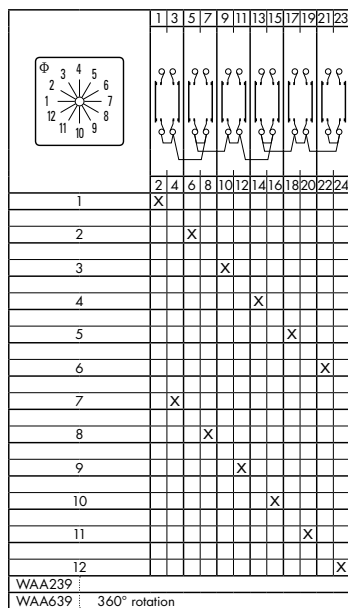 1 3 5 7 9 11 13 15 17 19 21 23
Φ
3 4 5
2 6
1 7
12 8
11 10 9
2 4 6 8 10 12 14 16 18 20 22 24
1 X
2 X
3 X
4 X
5 X
6 X
7 X
8 X
9 X
10 X
11 X
12 X
WAA239
WAA639 360° rotation